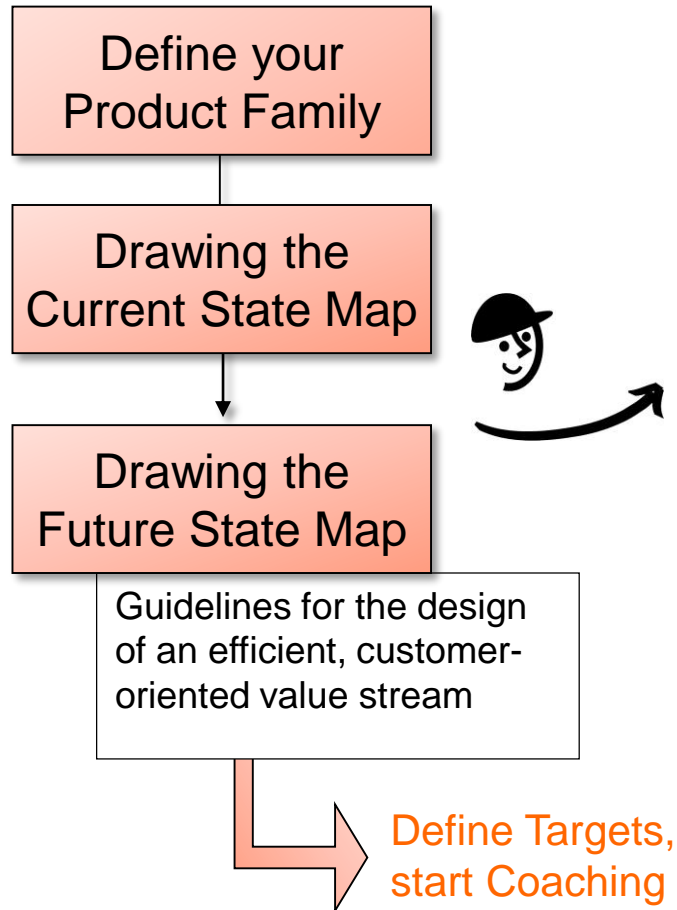 Define your
Product Family
Drawing the
Current State Map
Drawing the
Future State Map
Guidelines for the design
of an efficient, customer-
oriented value stream
Define Targets,
start Coaching